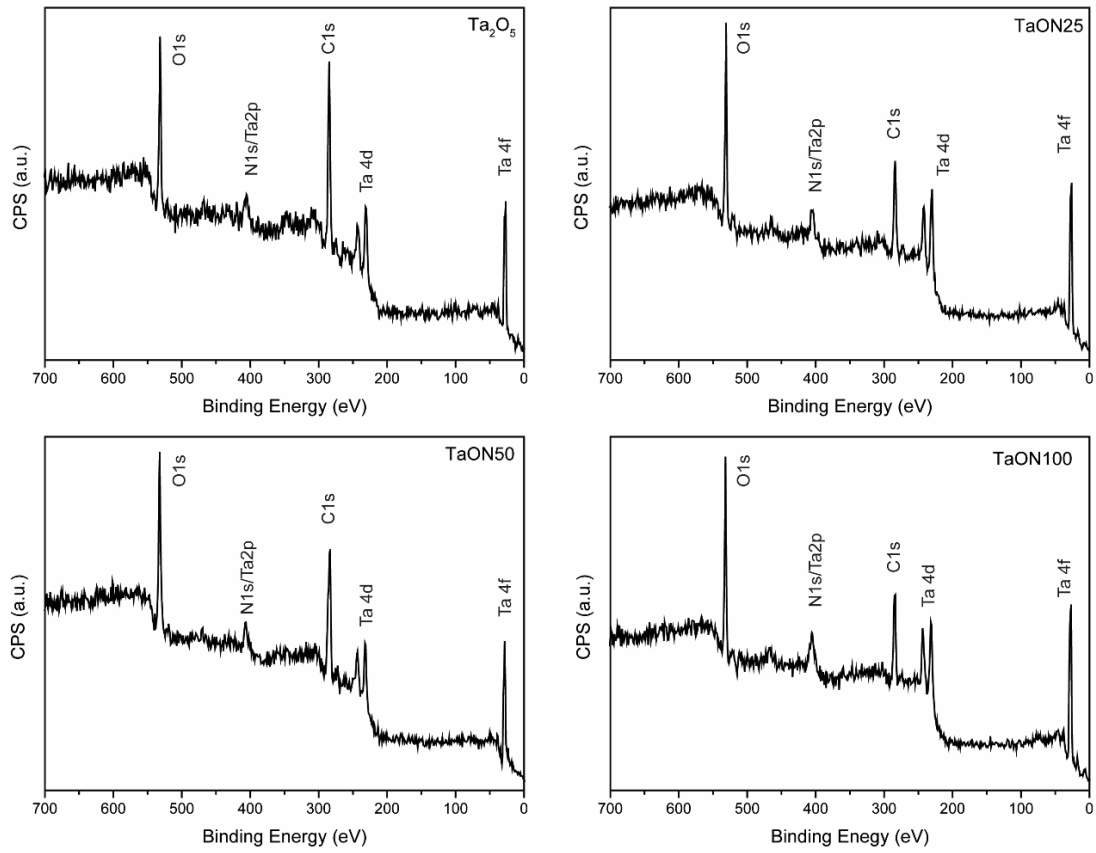 Ta₂O₅
O1s
N1s/Ta2p
C1s
Ta 4d
Ta 4f
CPS (a.u.)
700 600 500 400 300 200 100 0
Binding Energy (eV)
TaON25
O1s
N1s/Ta2p
C1s
Ta 4d
Ta 4f
CPS (a.u.)
700 600 500 400 300 200 100 0
Binding Energy (eV)
TaON50
O1s
N1s/Ta2p
C1s
Ta 4d
Ta 4f
CPS (a.u.)
700 600 500 400 300 200 100 0
Binding Energy (eV)
TaON100
O1s
N1s/Ta2p
C1s
Ta 4d
Ta 4f
CPS (a.u.)
700 600 500 400 300 200 100 0
Binding Energy (eV)